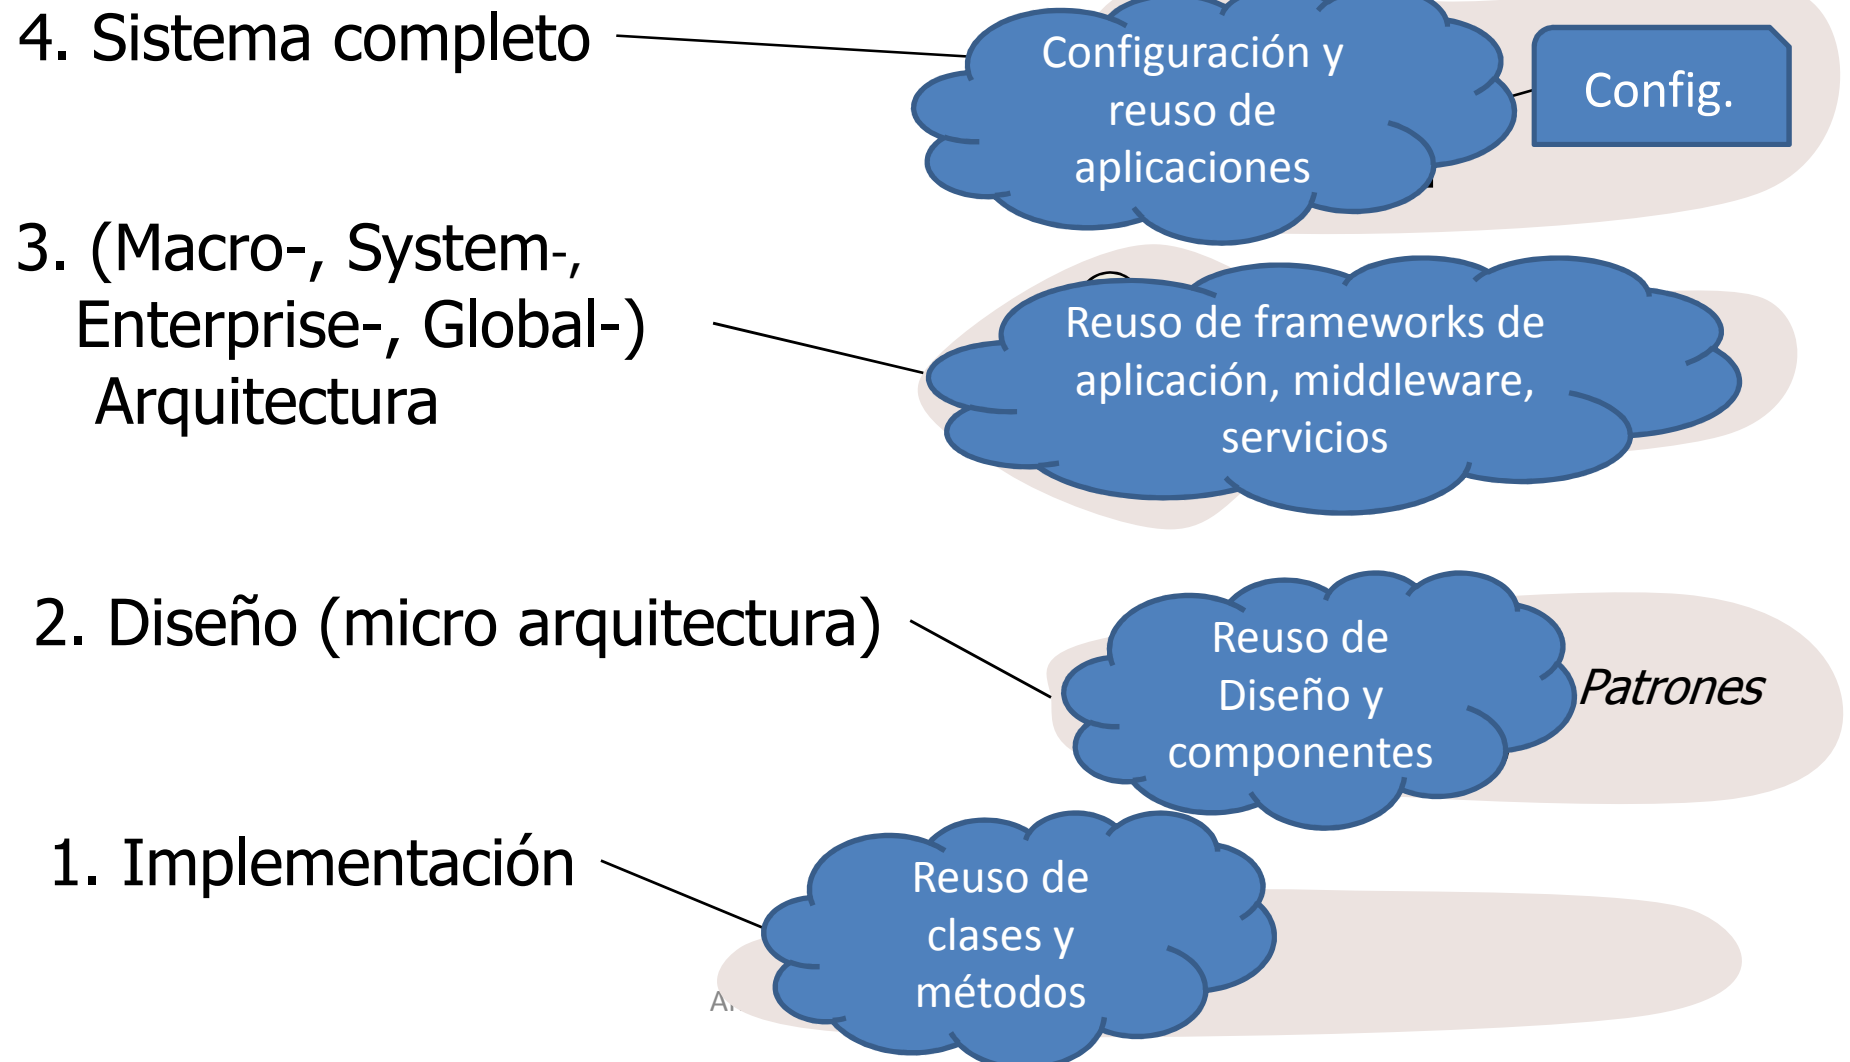 4. Sistema completo
Configuración y
reuso de
aplicaciones
Config.
3. (Macro-, System-,
Enterprise-, Global-)
Arquitectura
Reuso de frameworks de
aplicación, middleware,
servicios
2. Diseño (micro arquitectura)
Reuso de
Diseño y
componentes
Patrones
1. Implementación
Reuso de
clases y
métodos